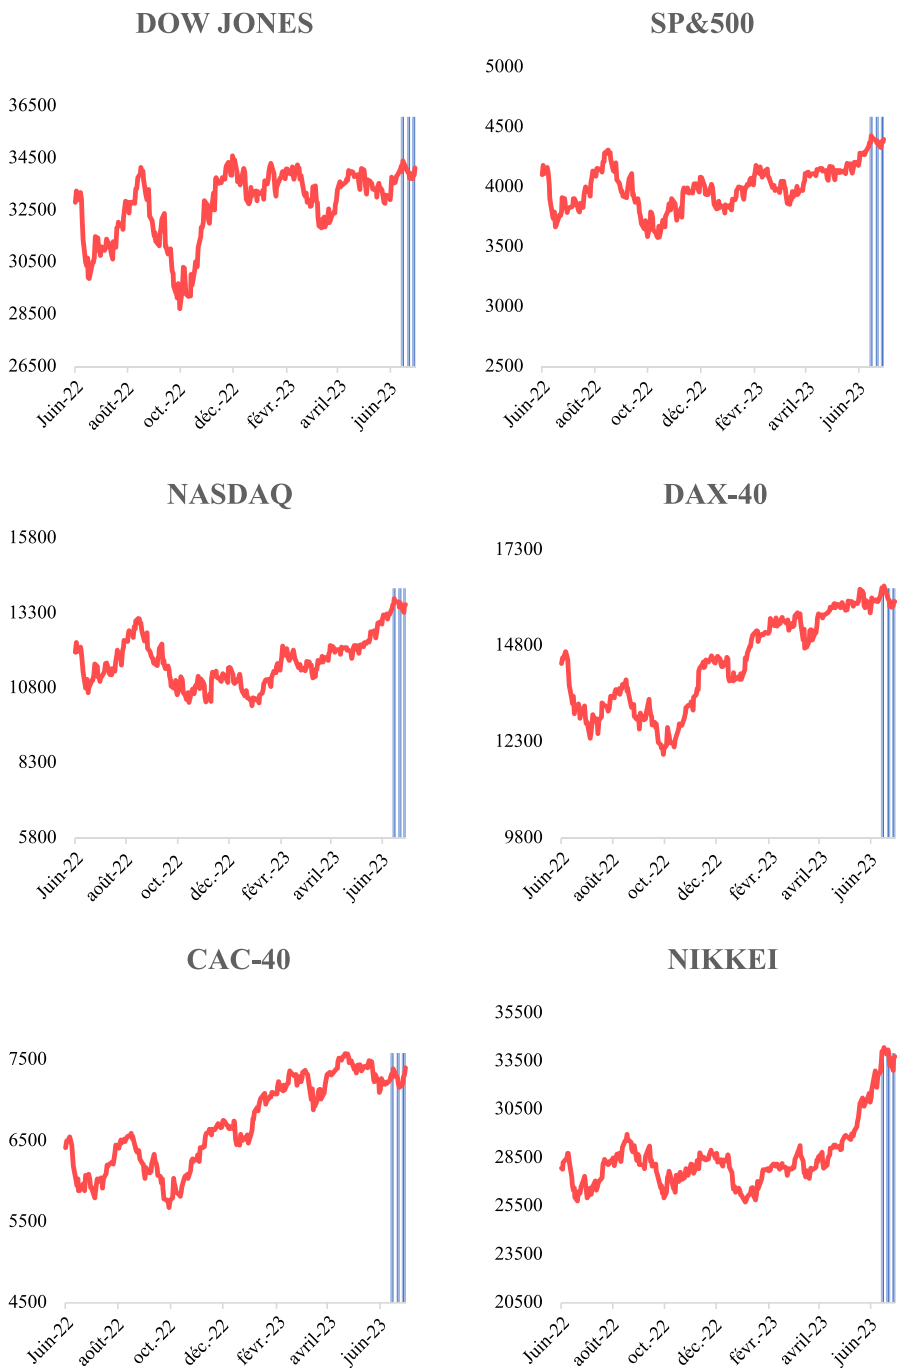 DOW JONES
36500
34500
32500
30500
28500
26500
Juin-22
août-22
oct.-22
déc.-22
févr.-23
avril-23
juin-23
SP&500
5000
4500
4000
3500
3000
2500
Juin-22
août-22
oct.-22
déc.-22
févr.-23
avril-23
juin-23
NASDAQ
15800
13300
10800
8300
5800
Juin-22
août-22
oct.-22
déc.-22
févr.-23
avril-23
juin-23
DAX-40
17300
14800
12300
9800
Juin-22
août-22
oct.-22
déc.-22
févr.-23
avril-23
juin-23
CAC-40
7500
6500
5500
4500
Juin-22
août-22
oct.-22
déc.-22
févr.-23
avril-23
juin-23
NIKKEI
35500
33500
30500
28500
25500
23500
20500
Juin-22
août-22
oct.-22
déc.-22
févr.-23
avril-23
juin-23